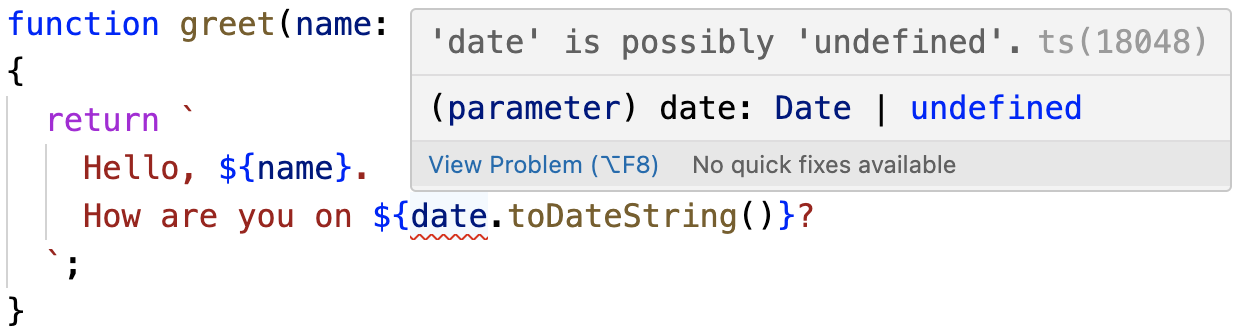 function greet(name:
'date' is possibly 'undefined'. ts(18048)
{
(parameter) date: Date | undefined
return `
View Problem (⌥F8) No quick fixes available
Hello, ${name}.
How are you on ${date.toDateString()}?
`;
}